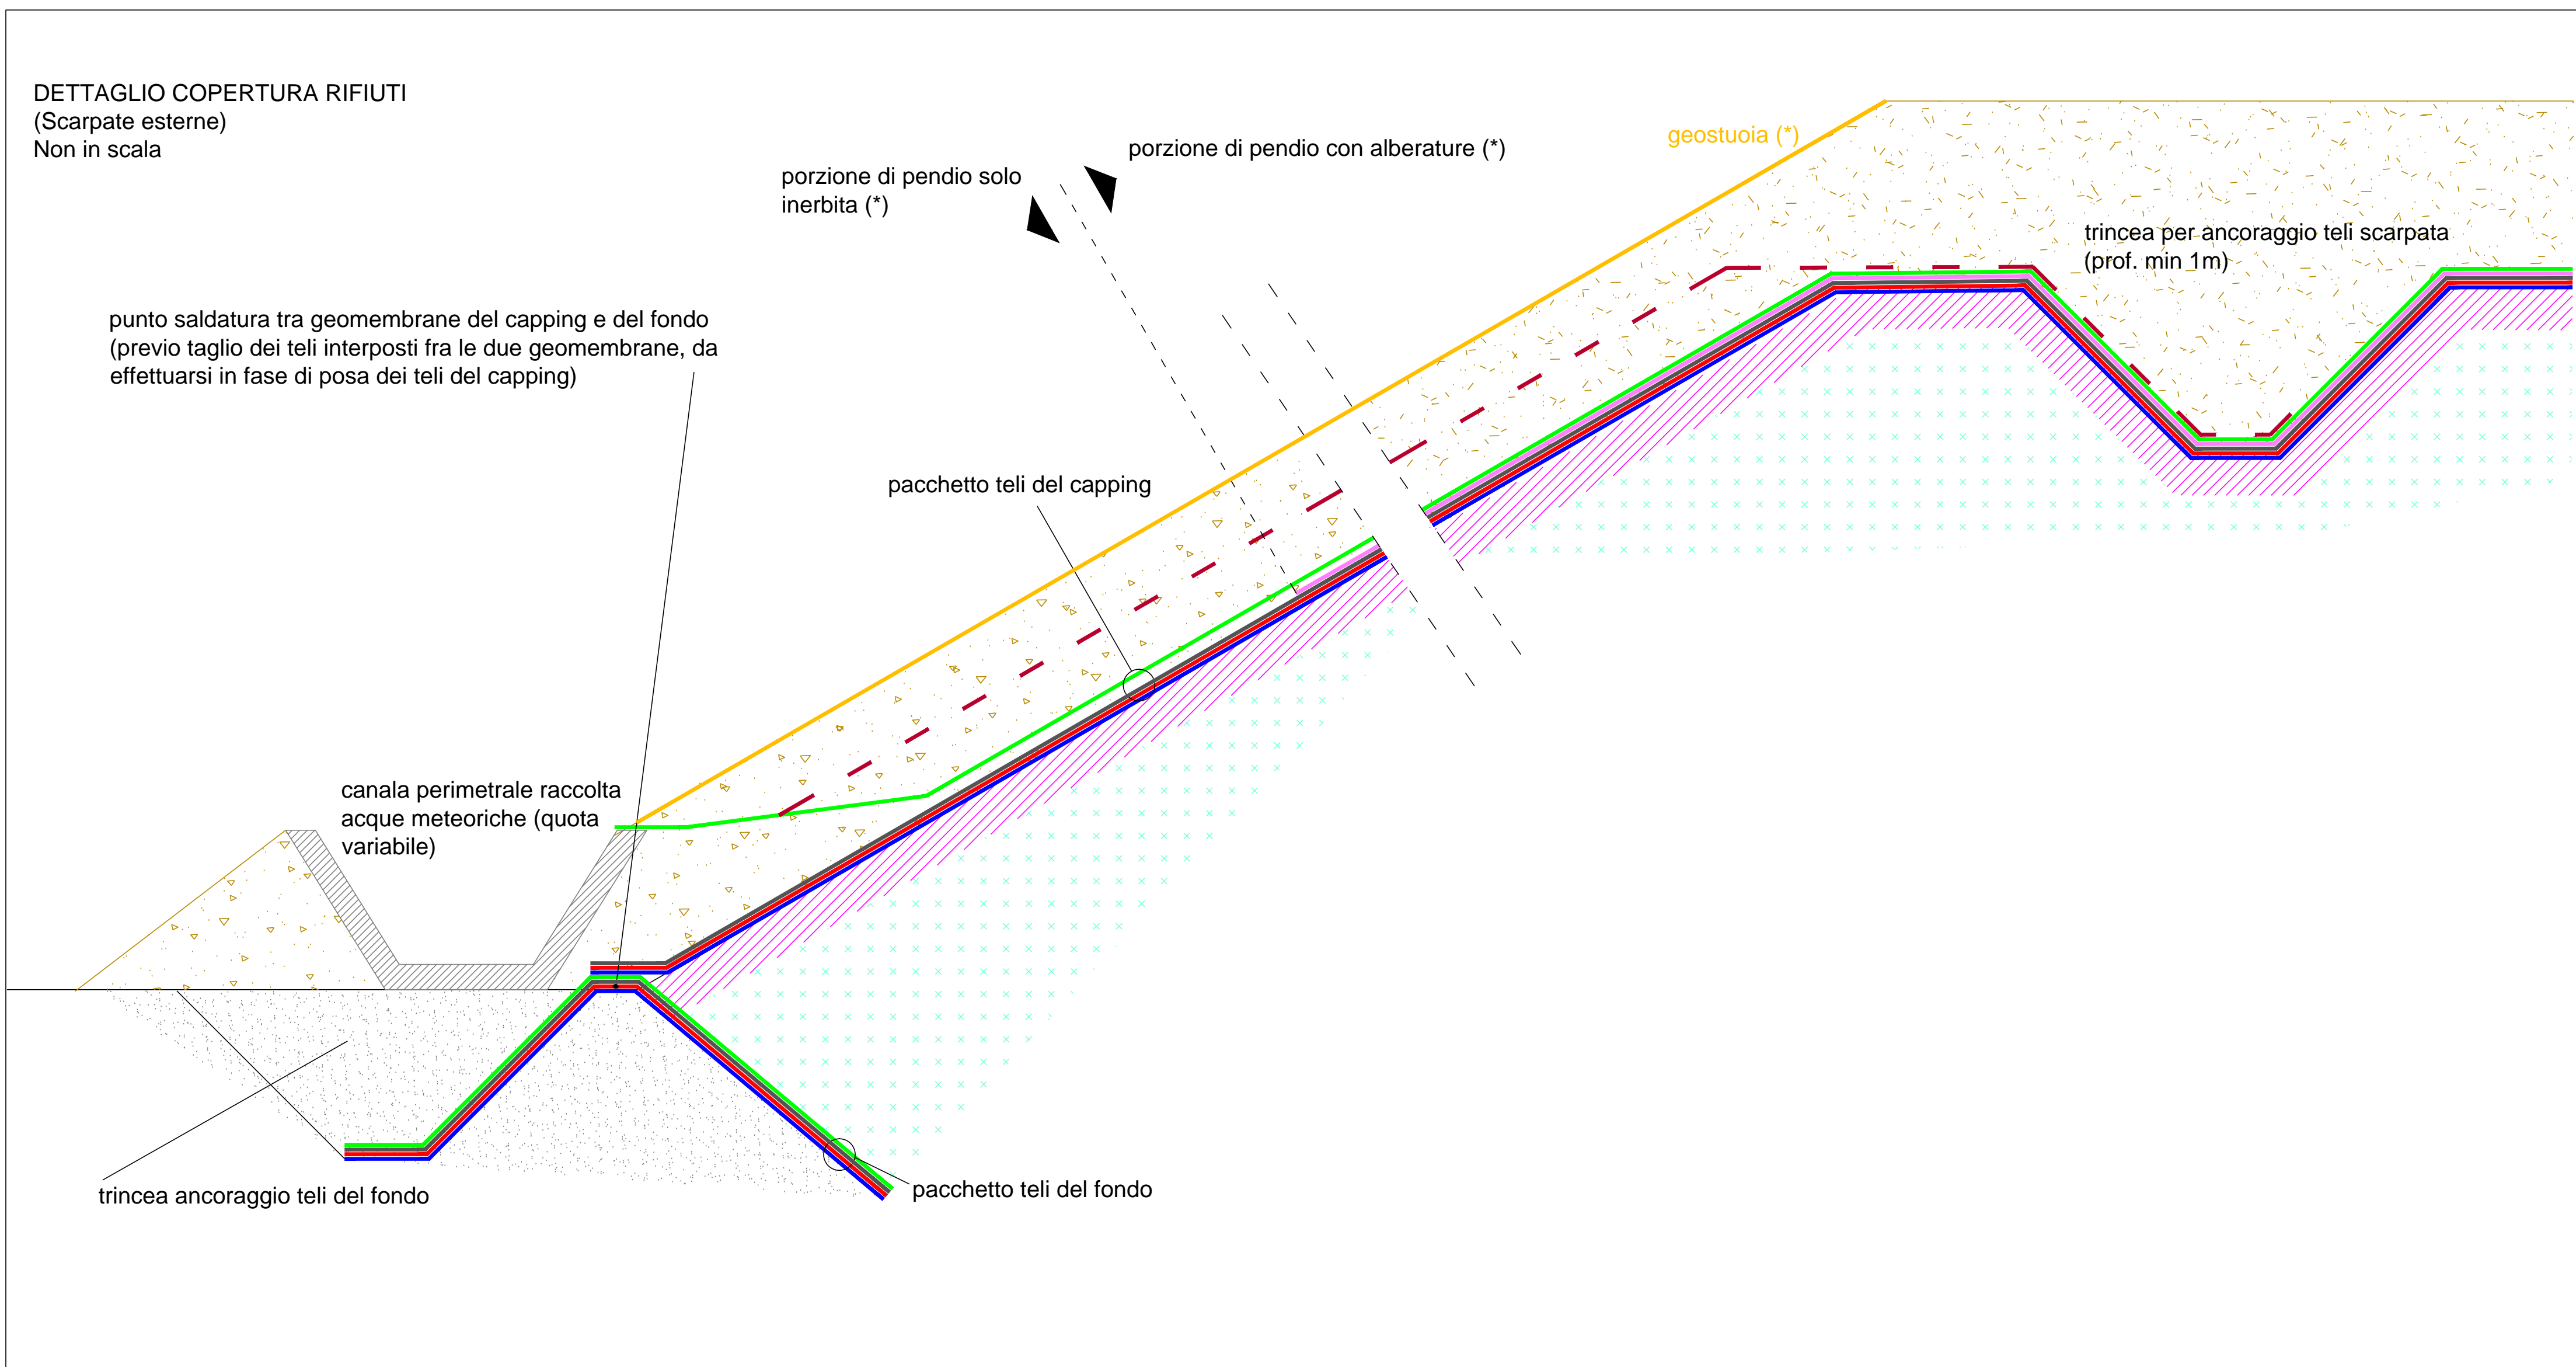 DETTAGLIO COPERTURA RIFIUTI
(Scarpate esterne)
Non in scala
porzione di pendio solo
inerbita (*)
porzione di pendio con alberature (*)
geostuoia (*)
trincea per ancoraggio teli scarpata
(prof. min 1m)
punto saldatura tra geomembrane del capping e del fondo
(previo taglio dei teli interposti fra le due geomembrane, da
effettuarsi in fase di posa dei teli del capping)
pacchetto teli del capping
canala perimetrale raccolta
acque meteoriche (quota
variabile)
trincea ancoraggio teli del fondo
pacchetto teli del fondo